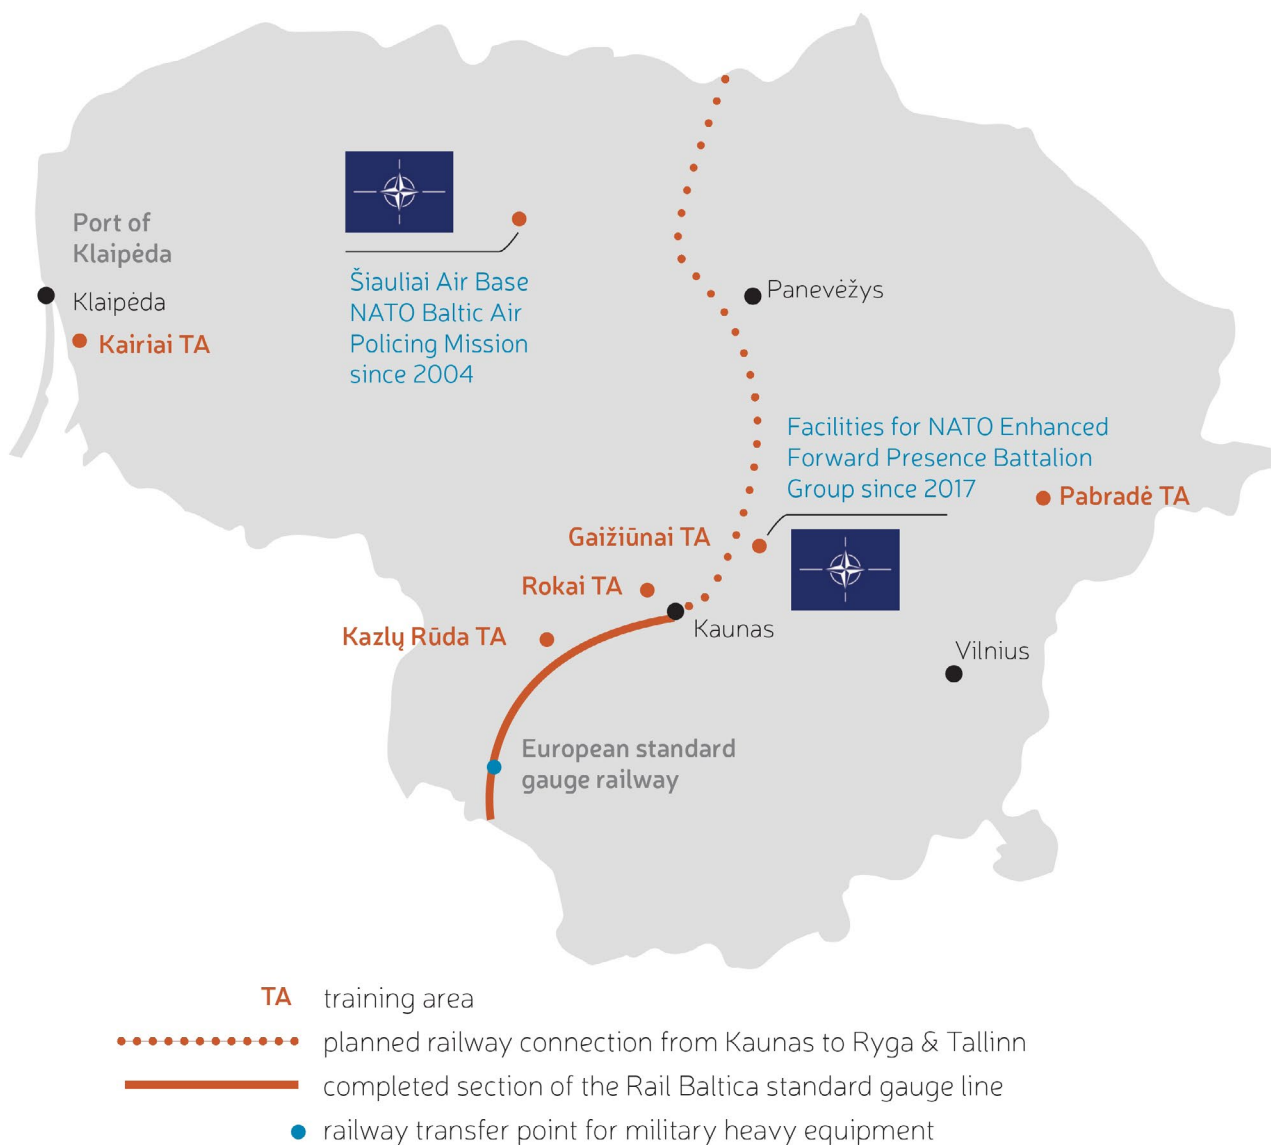 Port of
Klaipėda
Klaipėda
Kairiai TA
Šiauliai Air Base
NATO Baltic Air
Policing Mission
since 2004
Panevėžys
Facilities for NATO Enhanced
Forward Presence Battalion
Group since 2017
Pabradė TA
Gaižiūnai TA
Rokai TA
Kaunas
Kazlų Rūda TA
Vilnius
European standard
gauge railway
TA training area
planned railway connection from Kaunas to Ryga & Tallinn
completed section of the Rail Baltica standard gauge line
railway transfer point for military heavy equipment